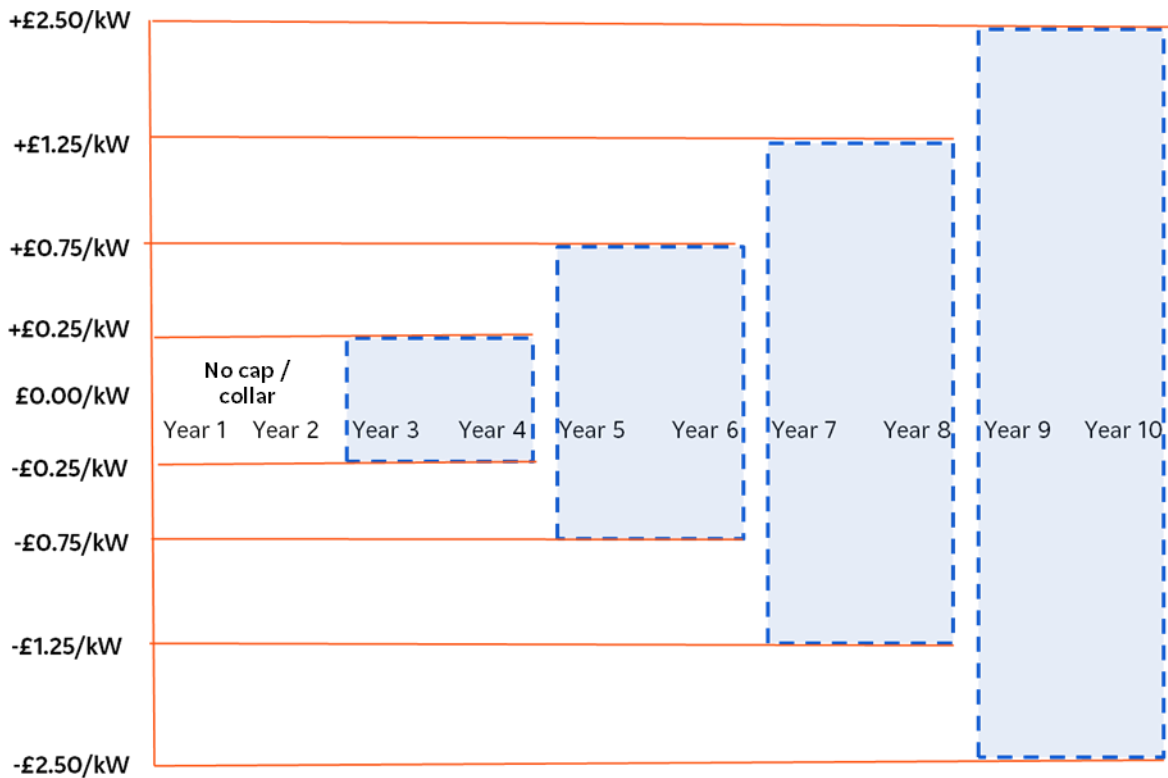 +£2.50/kW
+£1.25/kW
+£0.75/kW
+£0.25/kW
No cap /
collar
£0.00/kW
Year 1 Year 2 Year 3 Year 4 Year 5 Year 6 Year 7 Year 8 Year 9 Year 10
-£0.25/kW
-£0.75/kW
-£1.25/kW
-£2.50/kW